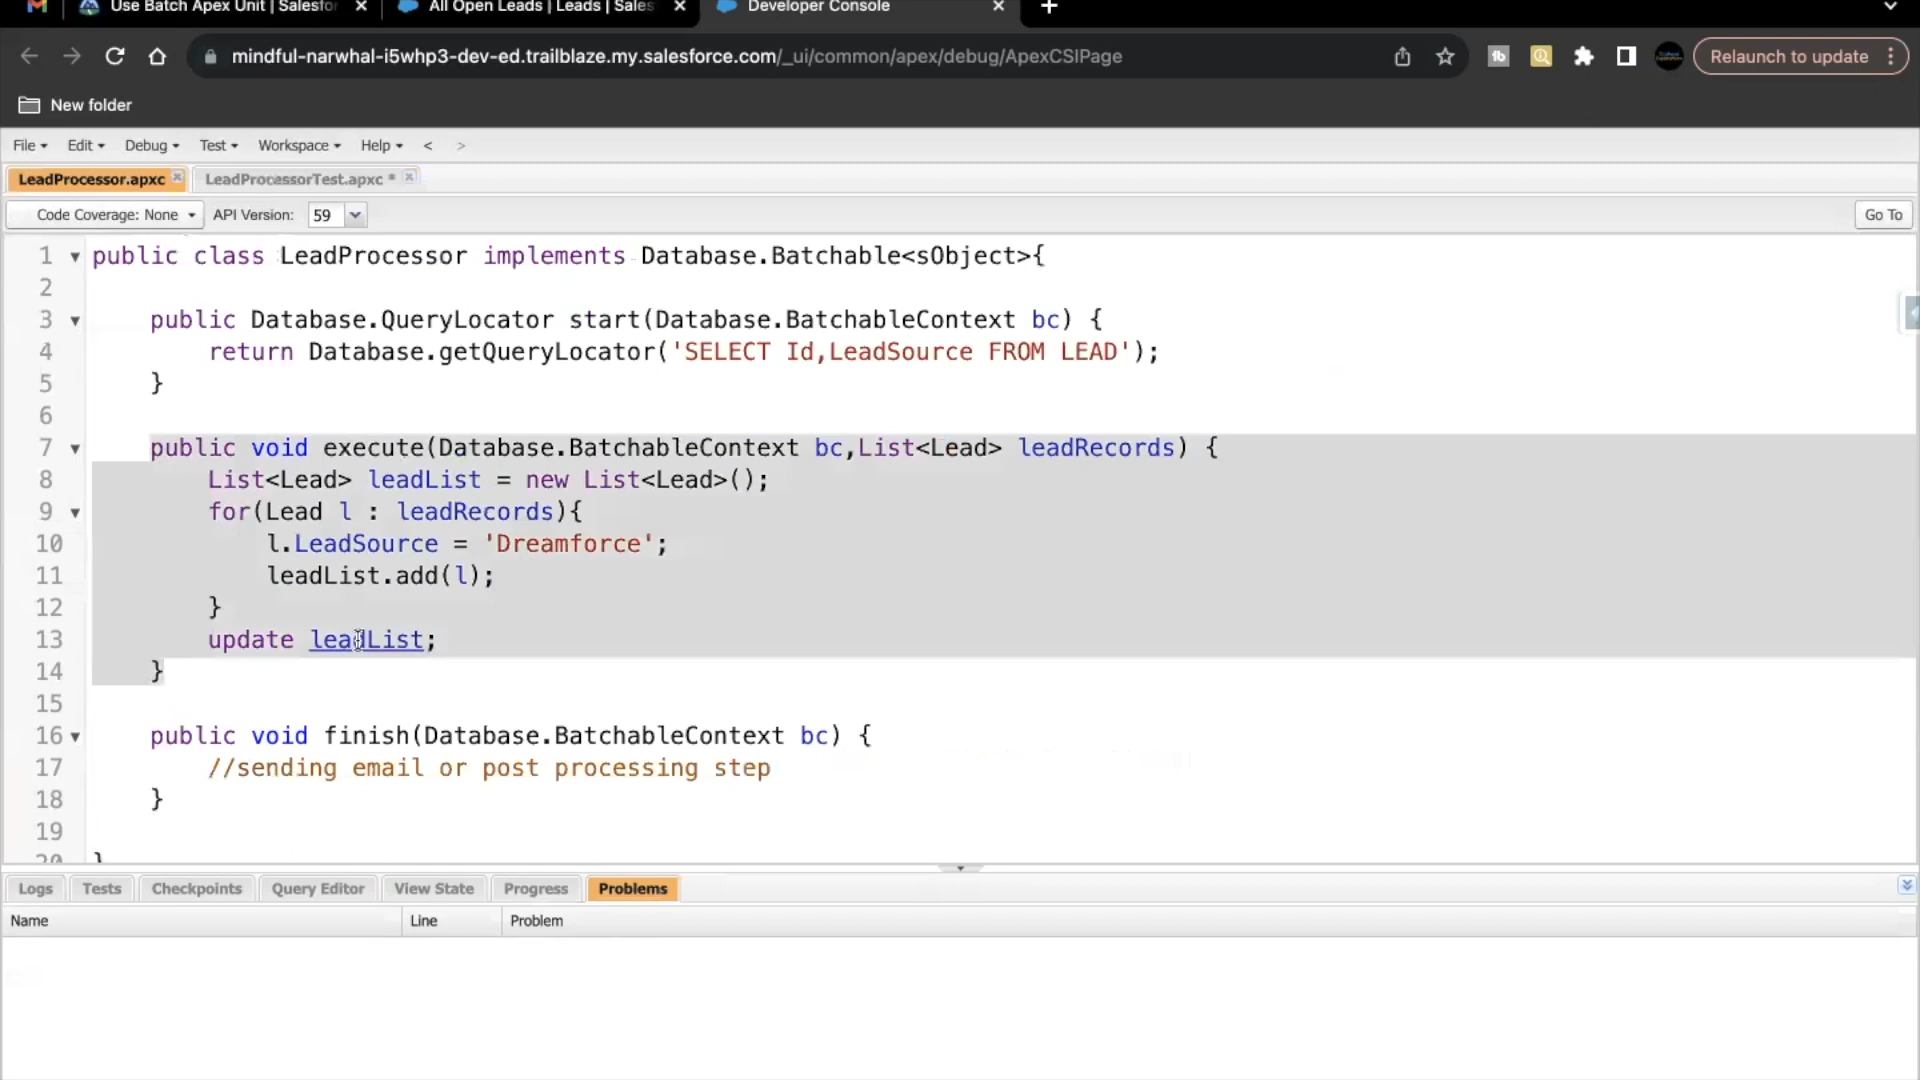 Use Batch Apex Unit | Salesfor
All Open Leads | Leads | Sales
Developer Console
mindful-narwhal-i5whp3-dev-ed.trailblaze.my.salesforce.com/_ui/common/apex/debug/ApexCSIPage
Relaunch to update
New folder
File Edit Debug Test Workspace Help < >
LeadProcessor.apxc LeadProcessorTest.apxc *
Code Coverage: None API Version: 59 Go To
1 public class LeadProcessor implements Database.Batchable<sObject>{
2
3 public Database.QueryLocator start(Database.BatchableContext bc) {
4 return Database.getQueryLocator('SELECT Id,LeadSource FROM LEAD');
5 }
6
7 public void execute(Database.BatchableContext bc,List<Lead> leadRecords) {
8 List<Lead> leadList = new List<Lead>();
9 for(Lead l : leadRecords){
10 l.LeadSource = 'Dreamforce';
11 leadList.add(l);
12 }
13 update leadList;
14 }
15
16 public void finish(Database.BatchableContext bc) {
17 //sending email or post processing step
18 }
19
20 }
Logs Tests Checkpoints Query Editor View State Progress Problems
Name Line Problem